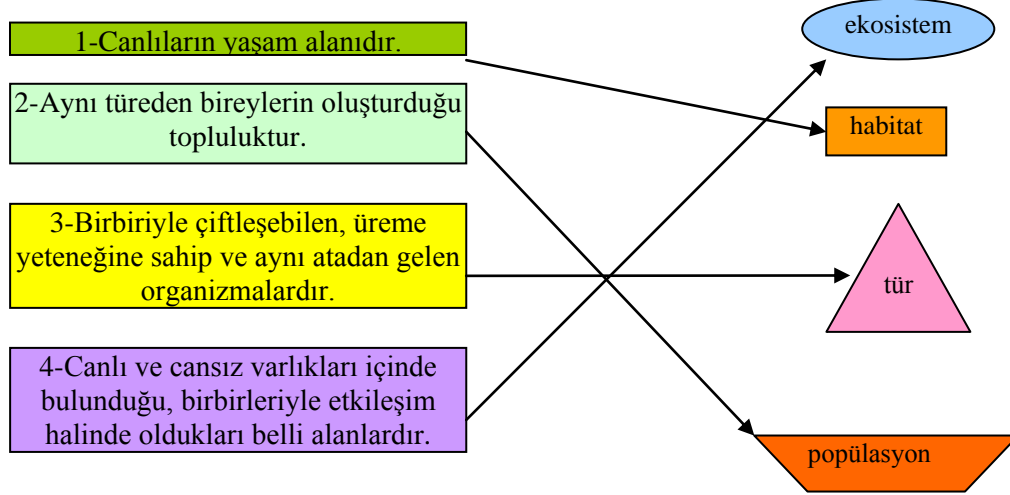 1-Canlıların yaşam alanıdır.
2-Aynı türeden bireylerin oluşturduğu
topluluktur.
3-Birbiriyle çiftleşebilen, üreme
yeteneğine sahip ve aynı atadan gelen
organizmalardır.
4-Canlı ve cansız varlıkları içinde
bulunduğu, birbirleriyle etkileşim
halinde oldukları belli alanlardır.
ekosistem
habitat
tür
popülasyon